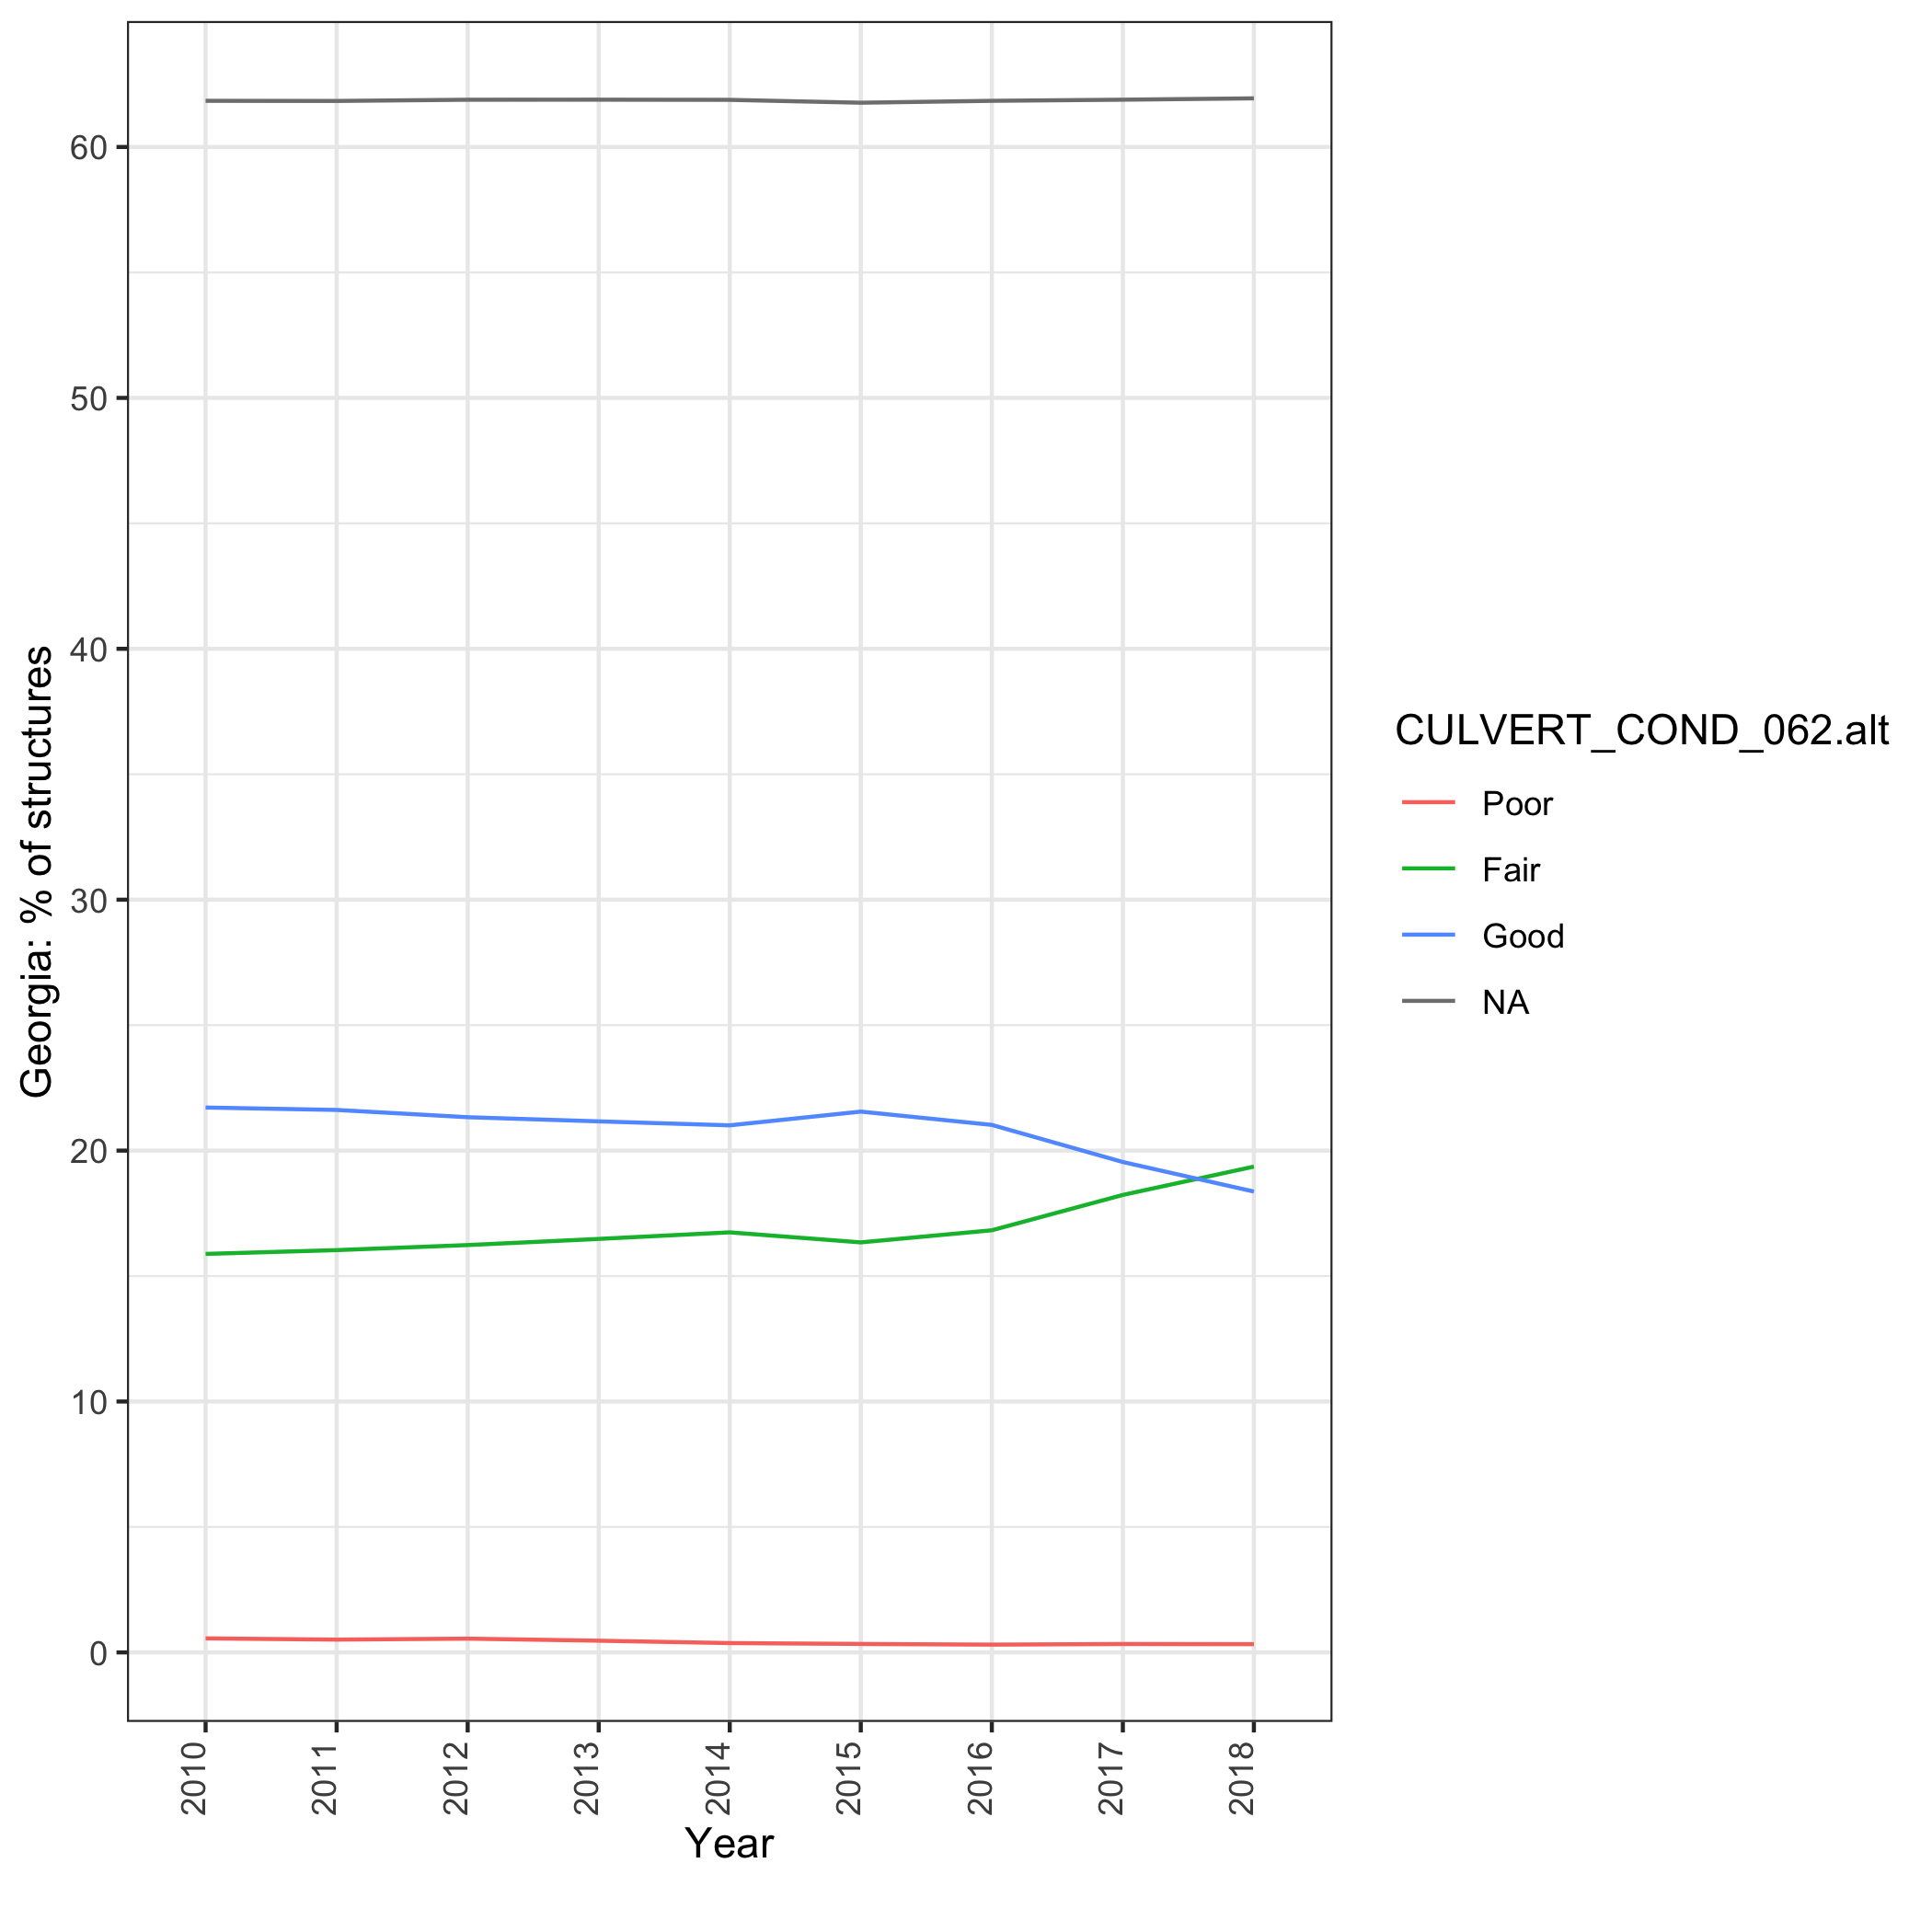 Georgia: % of structures
60
50
40
30
20
10
0
2010
2011
2012
2013
2014
2015
2016
2017
2018
Year
CULVERT_COND_062.alt
Poor
Fair
Good
NA